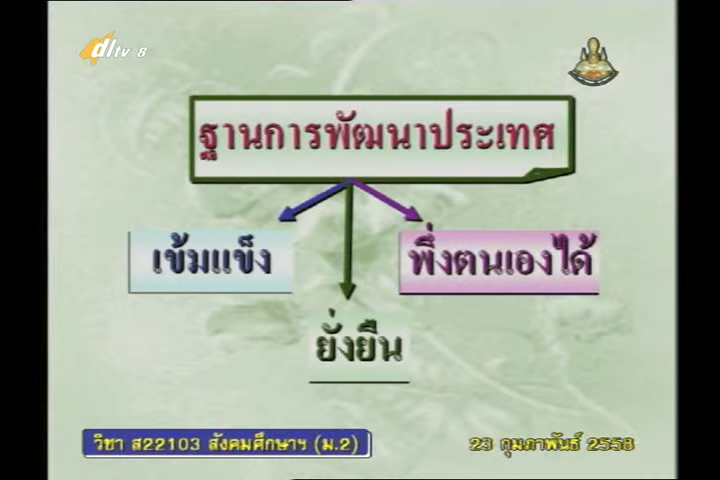 dltv 8
ฐานการพัฒนาประเทศ
เข้มแข็ง
พึ่งตนเองได้
ยั่งยืน
วิชา ส22103 สังคมศึกษาฯ (ม.2)
23 กุมภาพันธ์ 2558